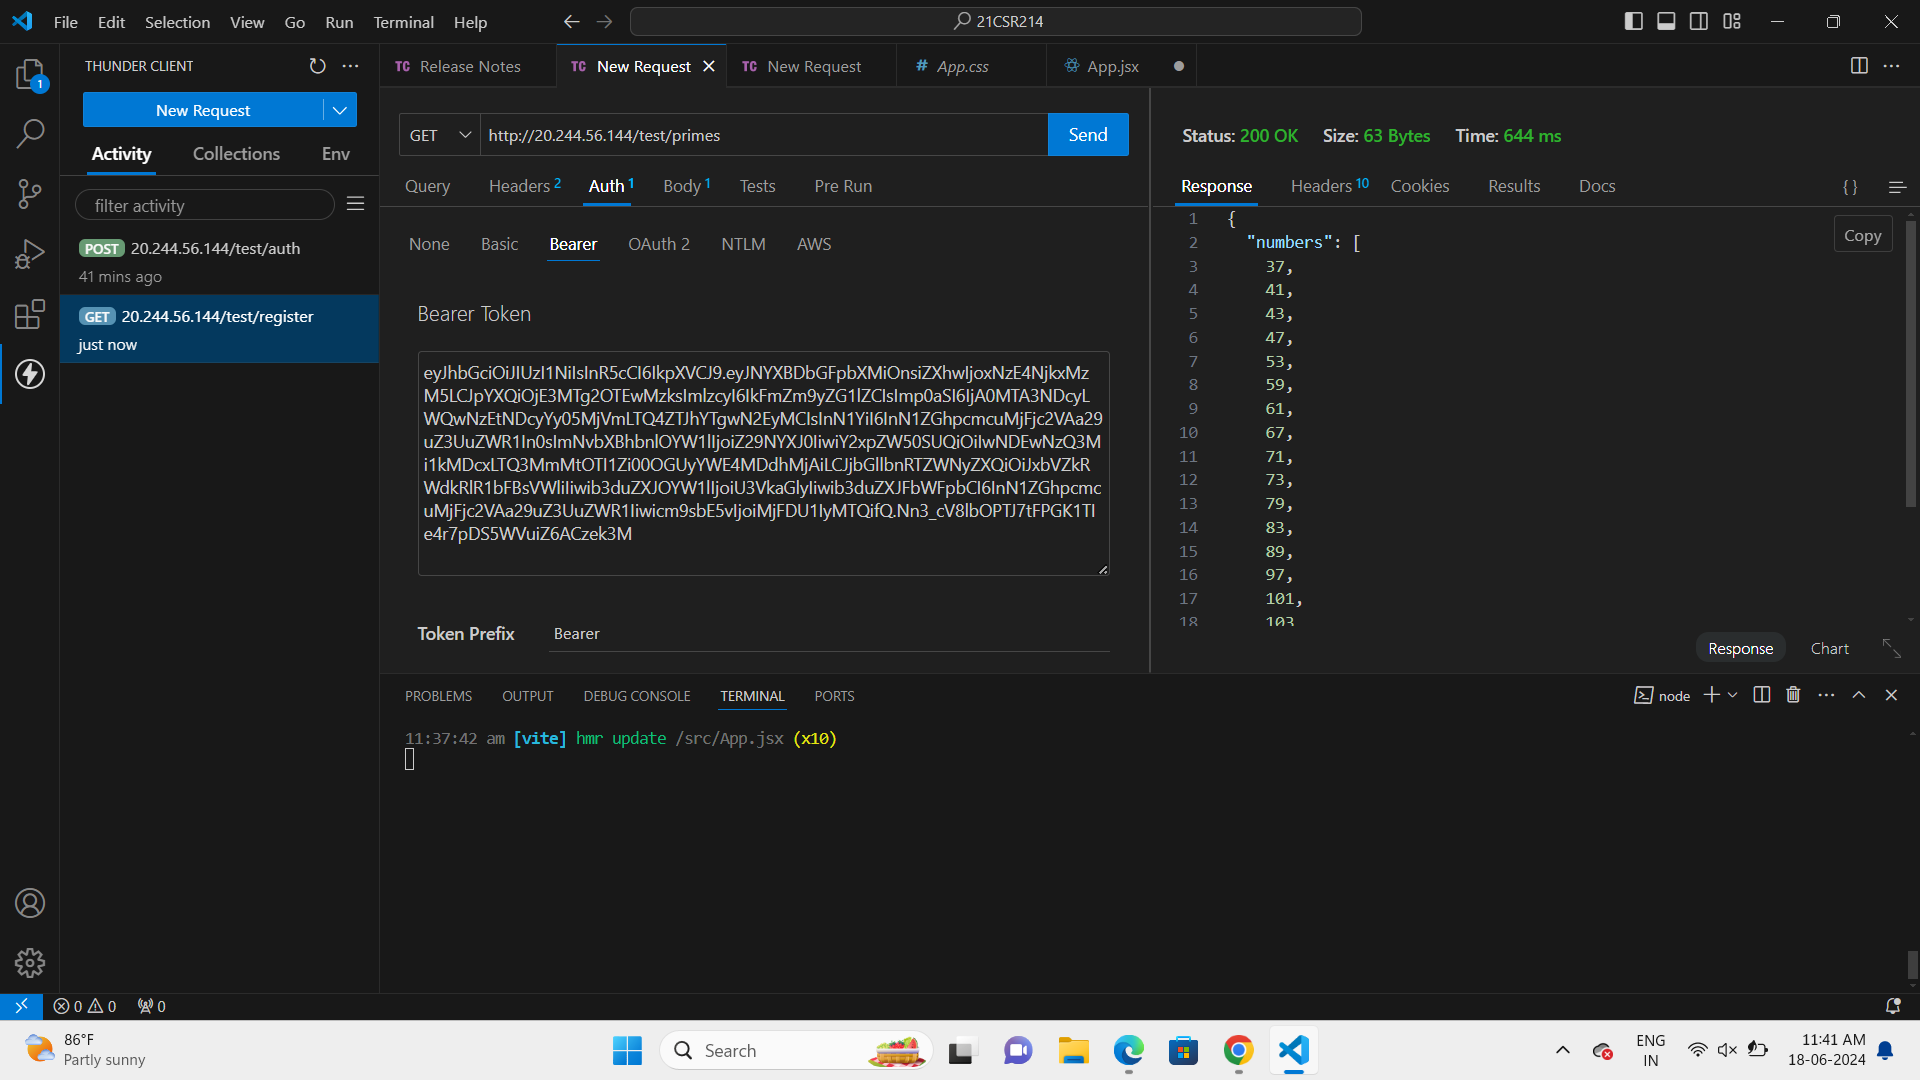 File Edit Selection View Go Run Terminal Help
21CSR214
THUNDER CLIENT
New Request
Activity Collections Env
filter activity
POST 20.244.56.144/test/auth
41 mins ago
GET 20.244.56.144/test/register
just now
1
TC Release Notes
TC New Request
TC New Request
# App.css
App.jsx
GET http://20.244.56.144/test/primes Send
Query Headers 2 Auth 1 Body 1 Tests Pre Run
None Basic Bearer OAuth 2 NTLM AWS
Bearer Token
Token Prefix Bearer
Status: 200 OK Size: 63 Bytes Time: 644 ms
Response Headers 10 Cookies Results Docs
{ }
Copy
1 {
2 "numbers": [
3 37,
4 41,
5 43,
6 47,
7 53,
8 59,
9 61,
10 67,
11 71,
12 73,
13 79,
14 83,
15 89,
16 97,
17 101,
18 103
Response Chart
PROBLEMS OUTPUT DEBUG CONSOLE TERMINAL PORTS
node
11:37:42 am [vite] hmr update /src/App.jsx (x10)
0 0 0
86°F
Partly sunny
Search
ENG
IN
11:41 AM
18-06-2024